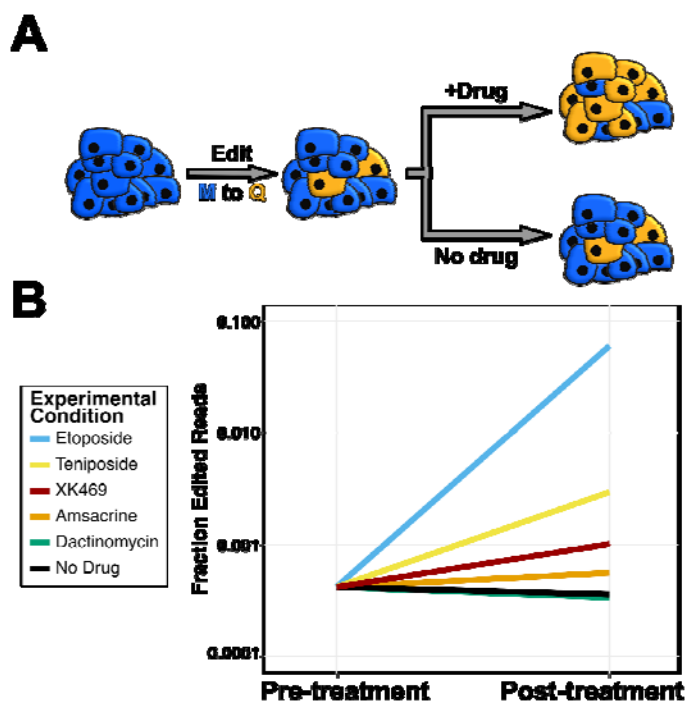 A
+Drug
Edit
M to Q
No drug
B
0.100
0.010
0.001
0.0001
Fraction Edited Reads
Experimental
Condition
Etoposide
Teniposide
XK469
Amsacrine
Dactinomycin
No Drug
Pre-treatment
Post-treatment